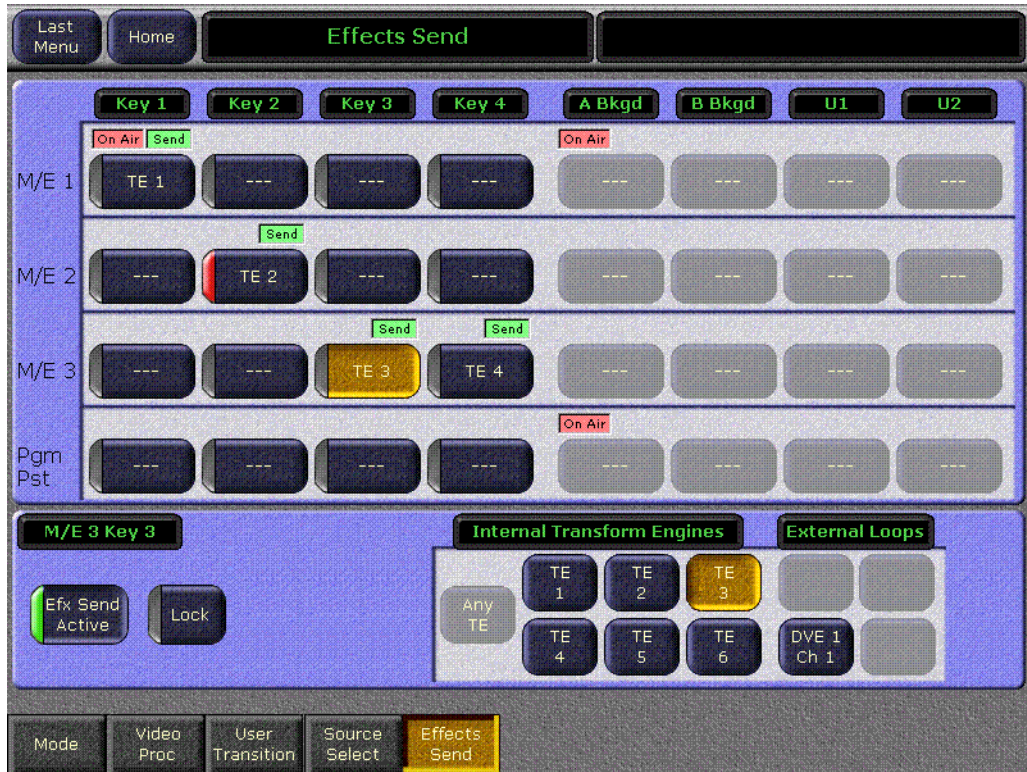 Last
Menu
Home
Effects Send
Key 1 Key 2 Key 3 Key 4 A Bkgd B Bkgd U1 U2
On Air Send On Air
M/E 1 TE 1 --- --- --- --- --- --- ---
Send
M/E 2 --- TE 2 --- --- --- --- --- ---
Send Send
M/E 3 --- --- TE 3 TE 4 --- --- --- ---
On Air
Pgm
Pst
--- --- --- --- --- --- --- ---
M/E 3 Key 3
Internal Transform Engines
External Loops
Efx Send
Active
Lock
Any
TE
TE
1
TE
2
TE
3
TE
4
TE
5
TE
6
DVE 1
Ch 1
Mode
Video
Proc
User
Transition
Source
Select
Effects
Send